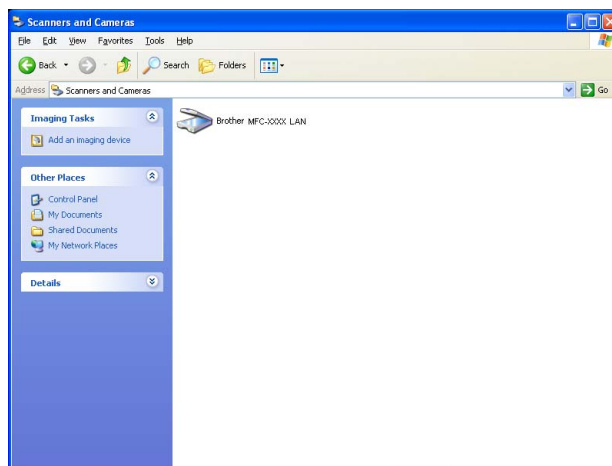 Scanners and Cameras
File Edit View Favorites Tools Help
Back Search Folders
Address Scanners and Cameras Go
Imaging Tasks
Add an imaging device
Other Places
Control Panel
My Documents
Shared Documents
My Network Places
Details
Brother MFC-XXXX LAN